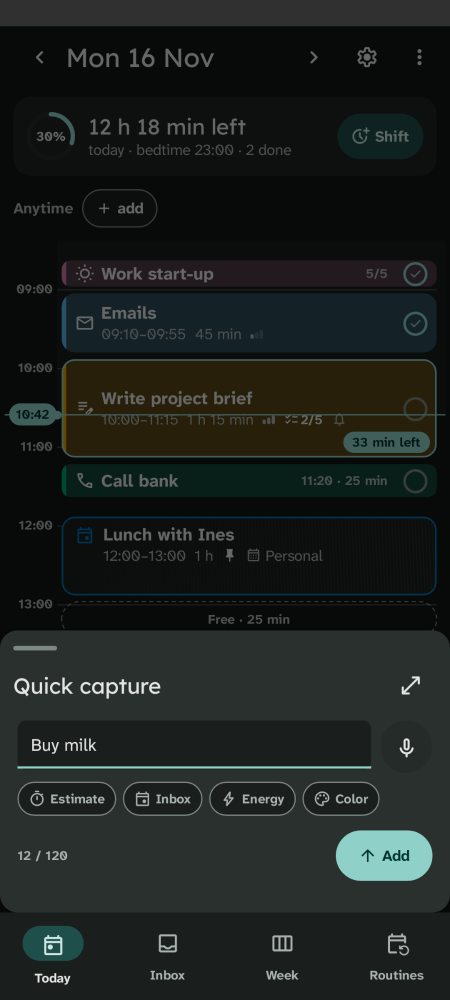 Mon 16 Nov
30%
12 h 18 min left
today · bedtime 23:00 · 2 done
Shift
Anytime
+ add
Work start-up
5/5
09:00
Emails
09:10–09:55 45 min
10:00
Write project brief
10:00–11:15 1 h 15 min 2/5
10:42
33 min left
11:00
Call bank
11:20 · 25 min
12:00
Lunch with Ines
12:00–13:00 1 h Personal
13:00
Free · 25 min
Quick capture
Buy milk
Estimate
Inbox
Energy
Color
12 / 120
Add
Today
Inbox
Week
Routines